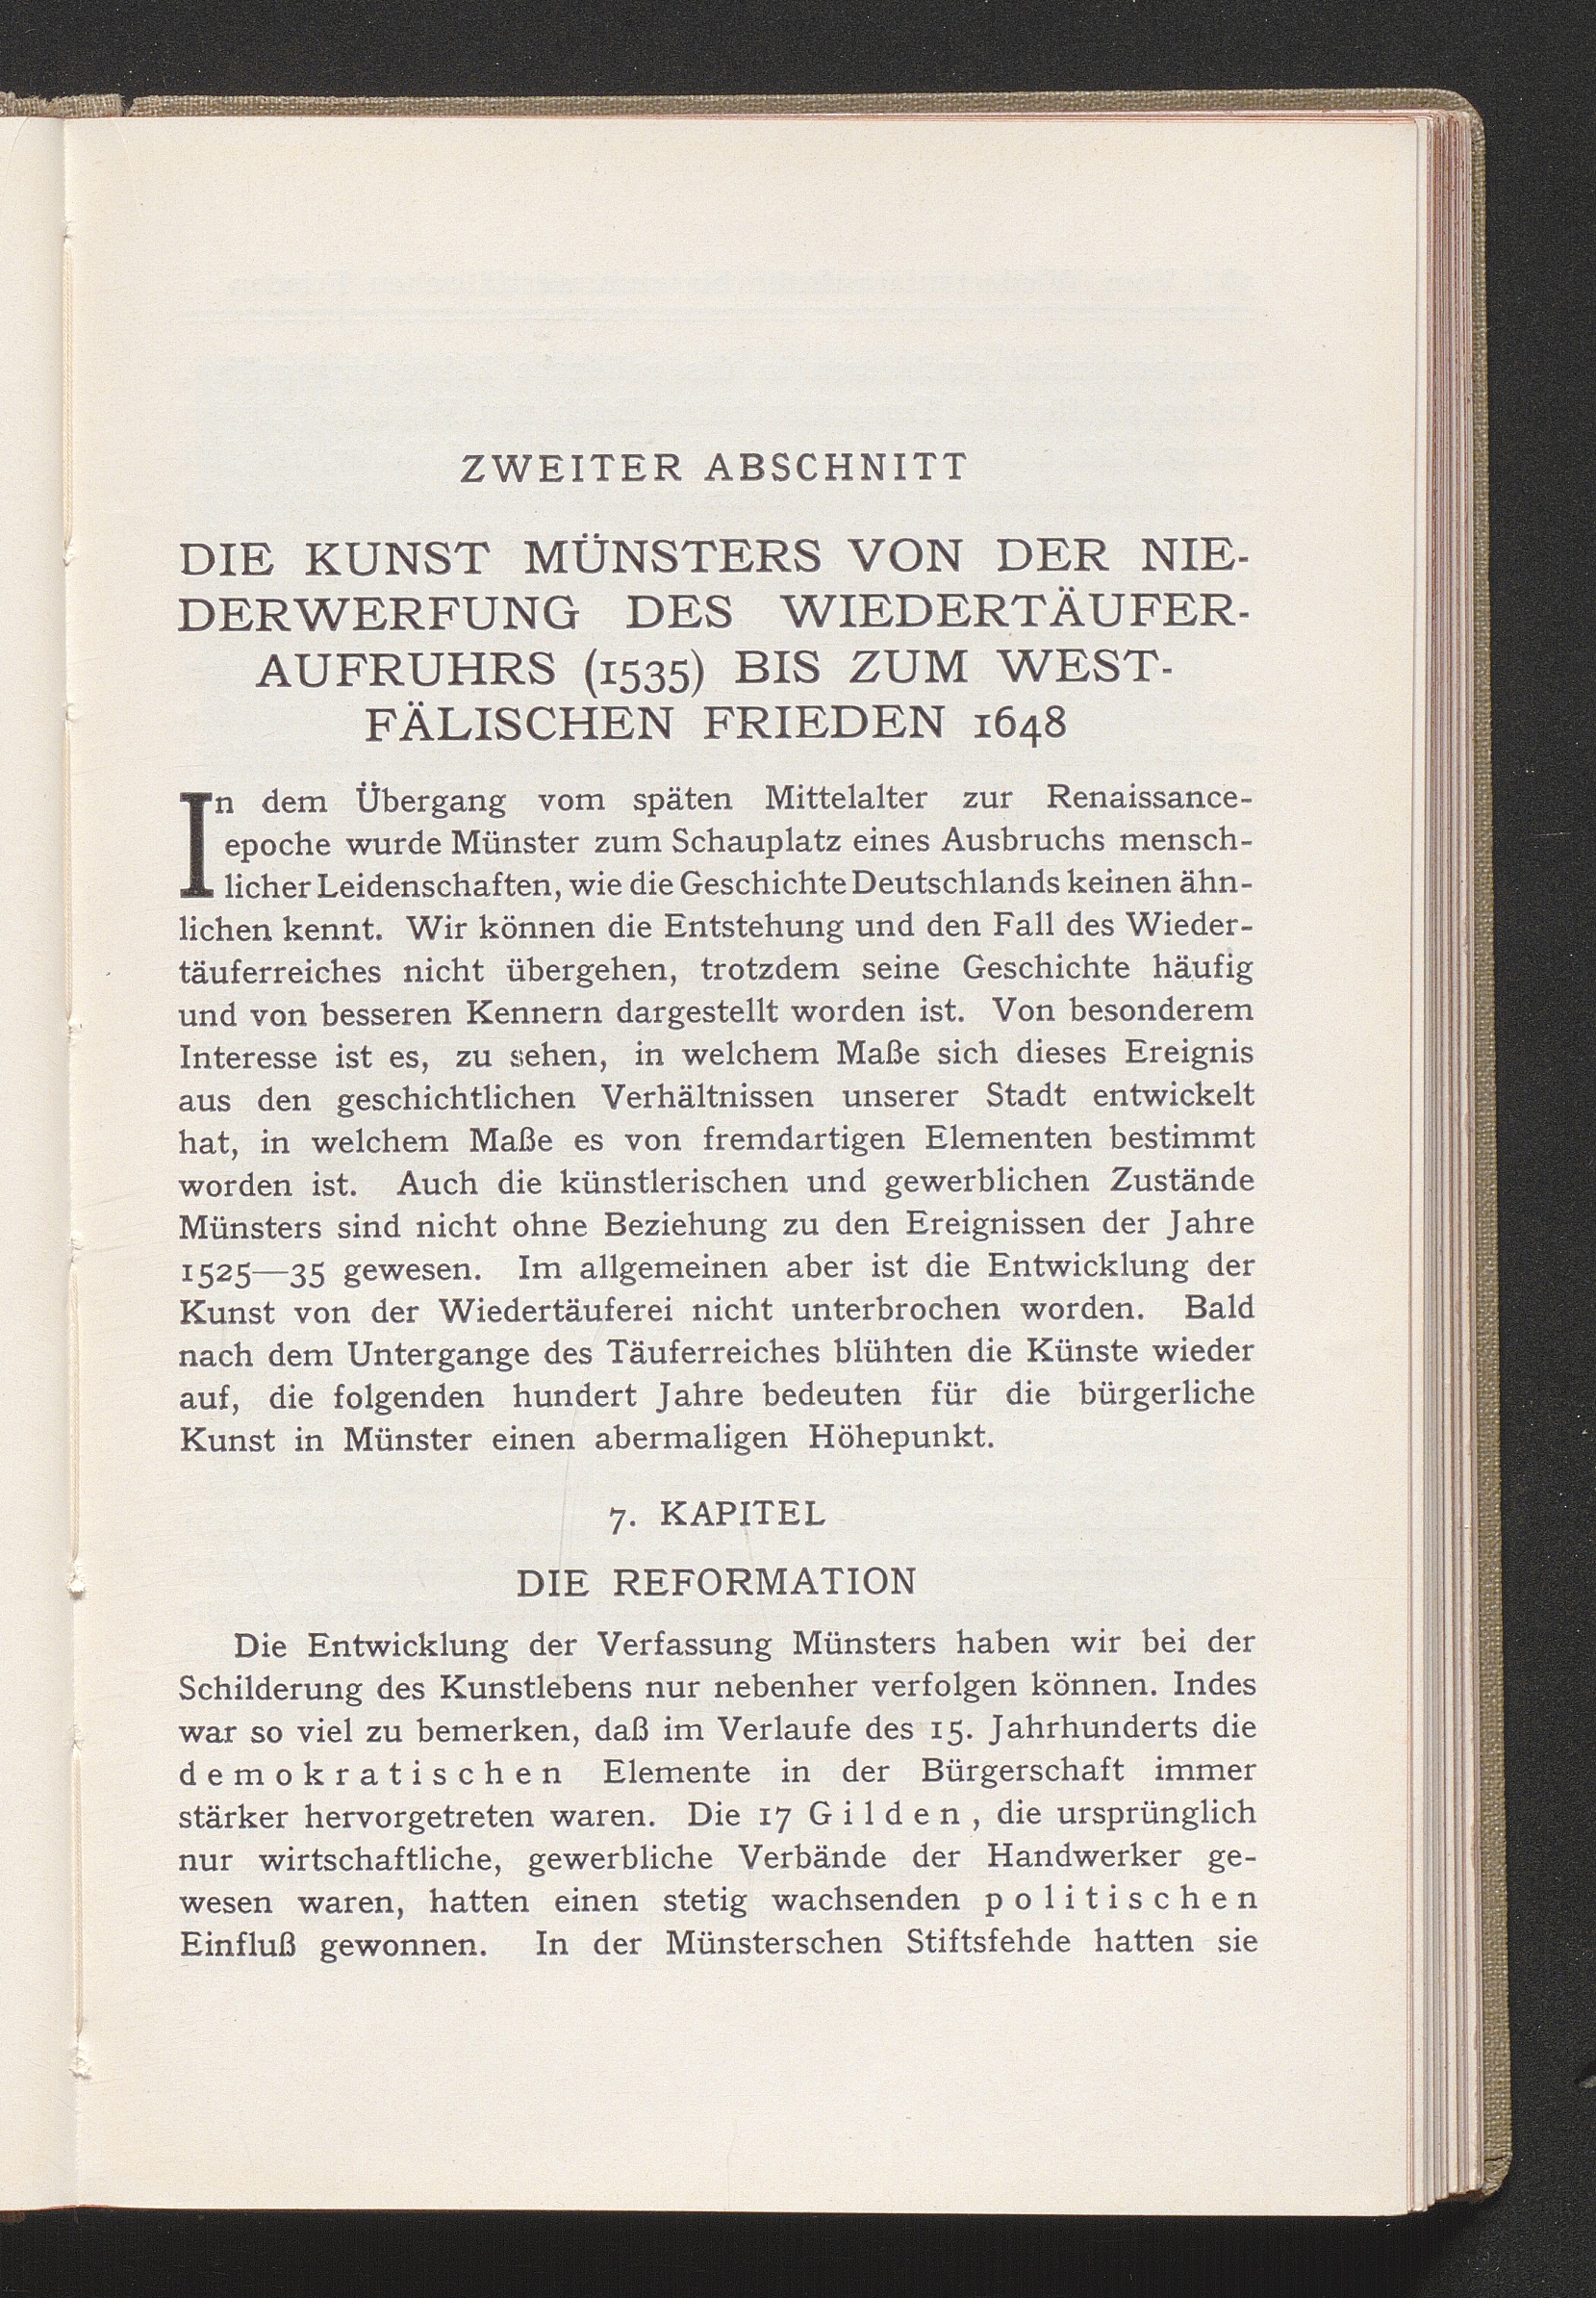 ZWEITER ABSCHNITT
DIE KUNST MÜNSTERS VON DER NIE-
DERWERFUNG DES WIEDERTÄUFER-
AUFRUHRS (1535) BIS ZUM WEST-
FÄLISCHEN FRIEDEN 1648
In dem Übergang vom späten Mittelalter zur Renaissance-
epoche wurde Münster zum Schauplatz eines Ausbruchs mensch-
licher Leidenschaften, wie die Geschichte Deutschlands keinen ähn-
lichen kennt. Wir können die Entstehung und den Fall des Wieder-
täuferreiches nicht übergehen, trotzdem seine Geschichte häufig
und von besseren Kennern dargestellt worden ist. Von besonderem
Interesse ist es, zu sehen, in welchem Maße sich dieses Ereignis
aus den geschichtlichen Verhältnissen unserer Stadt entwickelt
hat, in welchem Maße es von fremdartigen Elementen bestimmt
worden ist. Auch die künstlerischen und gewerblichen Zustände
Münsters sind nicht ohne Beziehung zu den Ereignissen der Jahre
1525—35 gewesen. Im allgemeinen aber ist die Entwicklung der
Kunst von der Wiedertäuferei nicht unterbrochen worden. Bald
nach dem Untergange des Täuferreiches blühten die Künste wieder
auf, die folgenden hundert Jahre bedeuten für die bürgerliche
Kunst in Münster einen abermaligen Höhepunkt.
7. KAPITEL
DIE REFORMATION
Die Entwicklung der Verfassung Münsters haben wir bei der
Schilderung des Kunstlebens nur nebenher verfolgen können. Indes
war so viel zu bemerken, daß im Verlaufe des 15. Jahrhunderts die
demokratischen Elemente in der Bürgerschaft immer
stärker hervorgetreten waren. Die 17 Gilden, die ursprünglich
nur wirtschaftliche, gewerbliche Verbände der Handwerker ge-
wesen waren, hatten einen stetig wachsenden politischen
Einfluß gewonnen. In der Münsterschen Stiftsfehde hatten sie